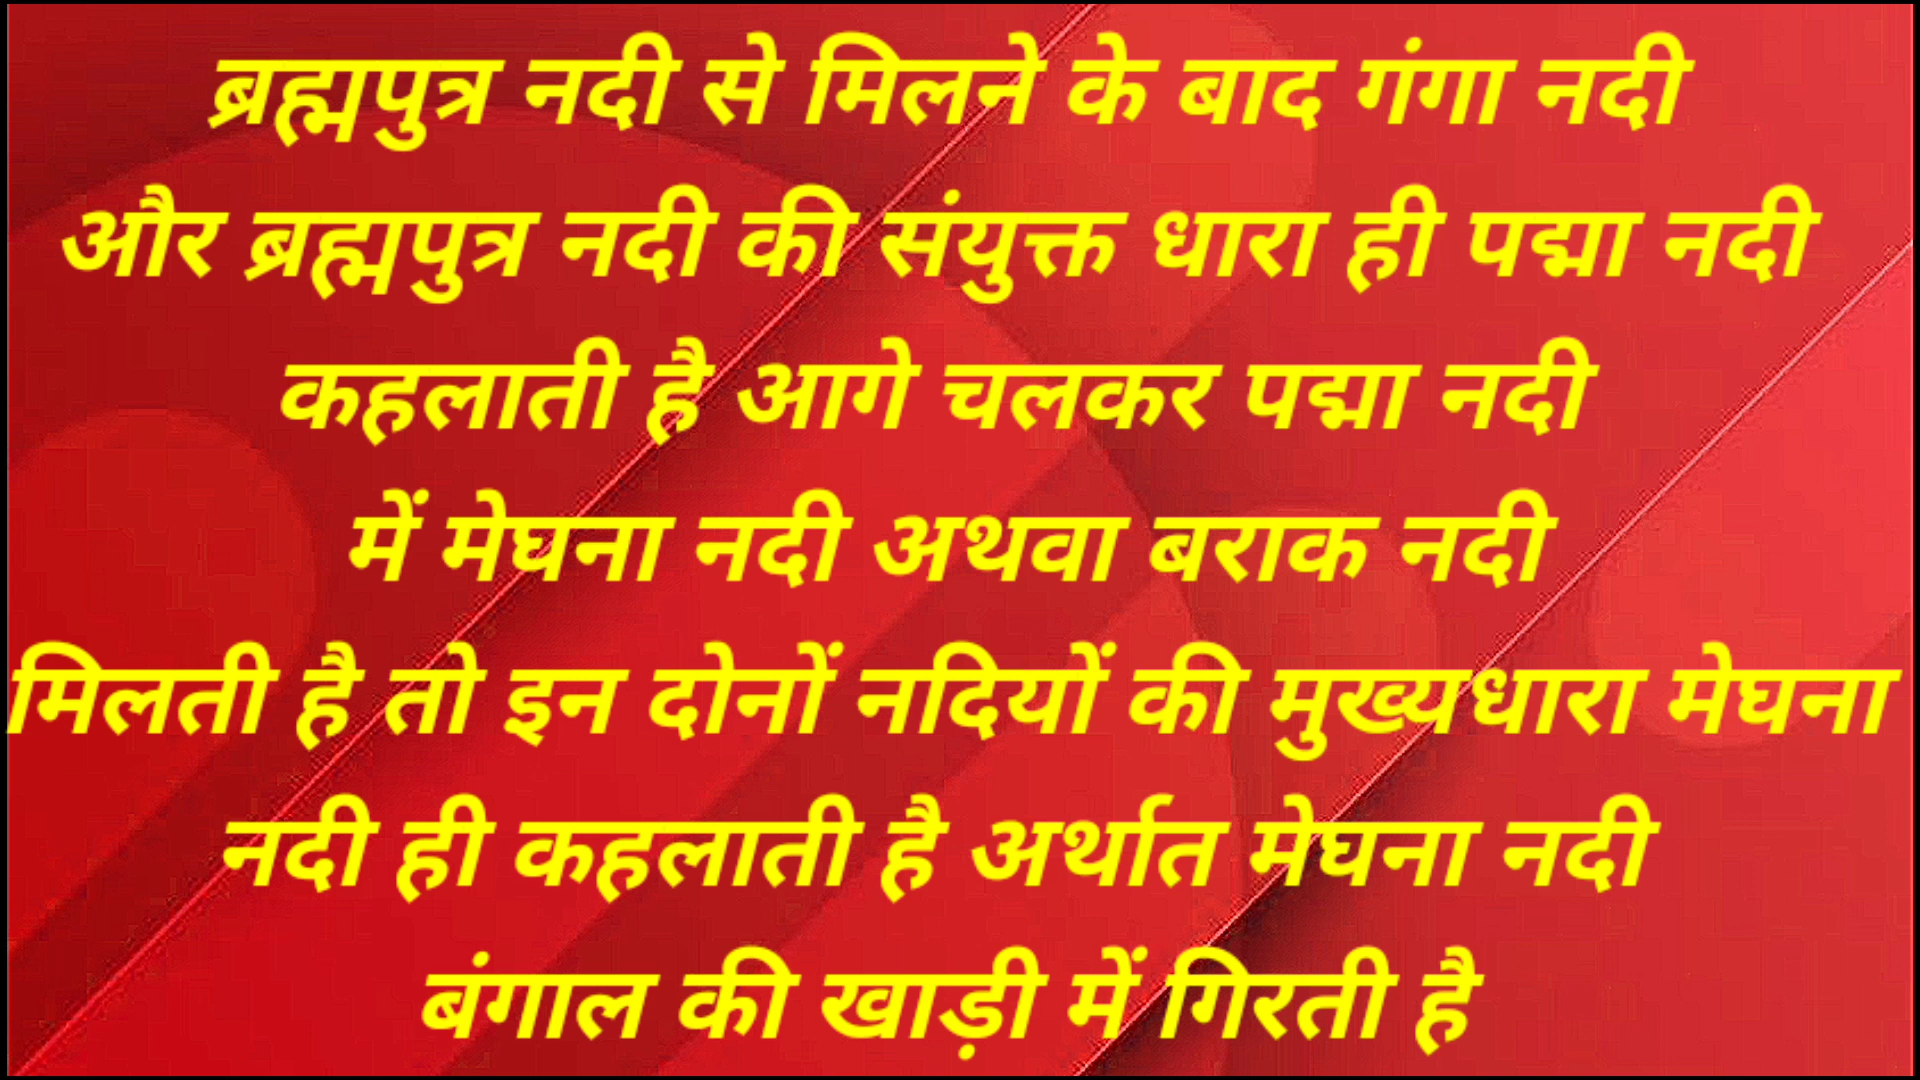 ब्रह्मपुत्र नदी से मिलने के बाद गंगा नदी
और ब्रह्मपुत्र नदी की संयुक्त धारा ही पद्मा नदी
कहलाती है आगे चलकर पद्मा नदी
में मेघना नदी अथवा बराक नदी
मिलती है तो इन दोनों नदियों की मुख्यधारा मेघना
नदी ही कहलाती है अर्थात मेघना नदी
बंगाल की खाड़ी में गिरती है